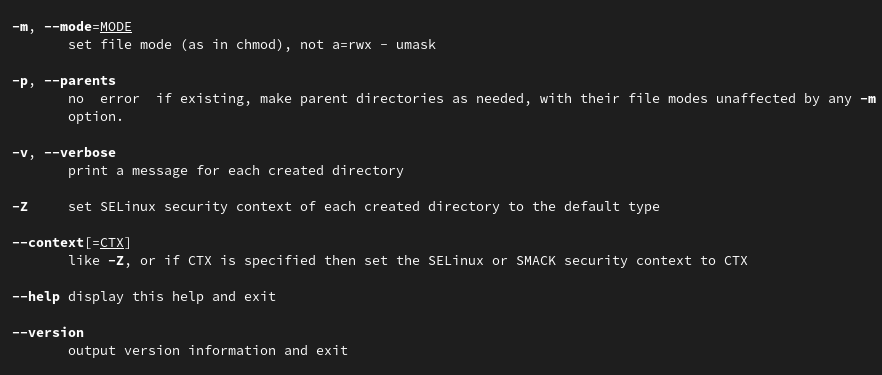 -m, --mode=MODE
set file mode (as in chmod), not a=rwx - umask
-p, --parents
no  error  if existing, make parent directories as needed, with their file modes unaffected by any -m
option.
-v, --verbose
print a message for each created directory
-Z     set SELinux security context of each created directory to the default type
--context[=CTX]
like -Z, or if CTX is specified then set the SELinux or SMACK security context to CTX
--help display this help and exit
--version
output version information and exit